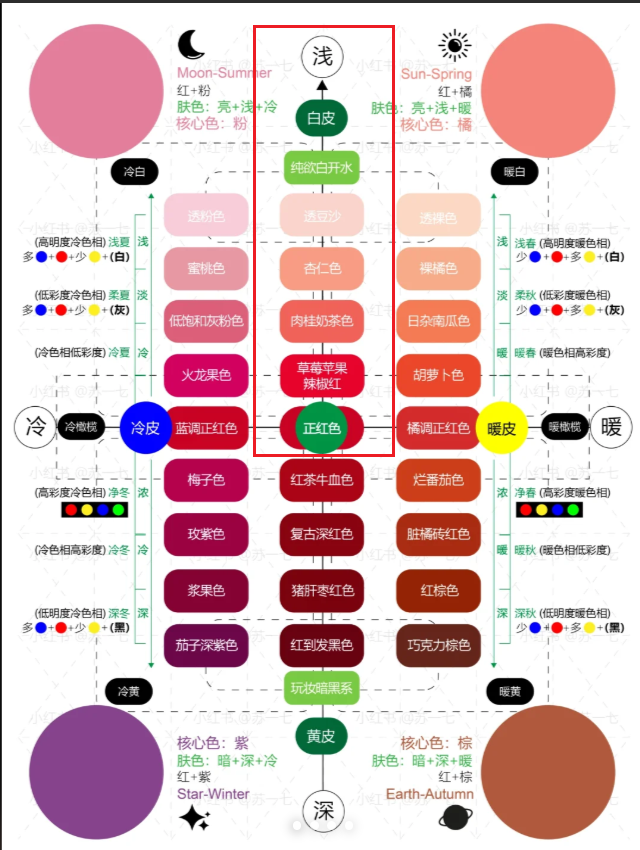 浅
Moon-Summer
红+粉
肤色：亮+浅+冷
核心色：粉
Sun-Spring
红+橘
肤色：亮+浅+暖
核心色：橘
白皮
冷白
纯欲白开水
暖白
透粉色
透豆沙
透裸色
(高明度冷色相) 浅夏
多+少+(白)
浅
浅
浅春 (高明度暖色相)
少+多+(白)
蜜桃色
杏仁色
裸橘色
(低彩度冷色相) 柔夏
多+少+(灰)
淡
淡
柔秋 (低彩度暖色相)
少+多+(灰)
低饱和灰粉色
肉桂奶茶色
日杂南瓜色
(冷色相低彩度) 冷夏
冷
暖
暖春 (暖色相高彩度)
火龙果色
草莓苹果
辣椒红
胡萝卜色
冷
冷橄榄
冷皮
蓝调正红色
正红色
橘调正红色
暖皮
暖橄榄
暖
梅子色
红茶牛血色
烂番茄色
(高彩度冷色相) 净冬
浓
浓
净春 (高彩度暖色相)
玫紫色
复古深红色
脏橘砖红色
(冷色相高彩度) 冷冬
冷
暖
暖秋 (暖色相低彩度)
浆果色
猪肝枣红色
红棕色
(低明度冷色相) 深冬
多+少+(黑)
深
深
深秋 (低明度暖色相)
少+多+(黑)
茄子深紫色
红到发黑色
巧克力棕色
冷黄
玩妆暗黑系
暖黄
黄皮
核心色：紫
肤色：暗+深+冷
红+紫
Star-Winter
核心色：棕
肤色：暗+深+暖
红+棕
Earth-Autumn
深
小红书 @苏一七